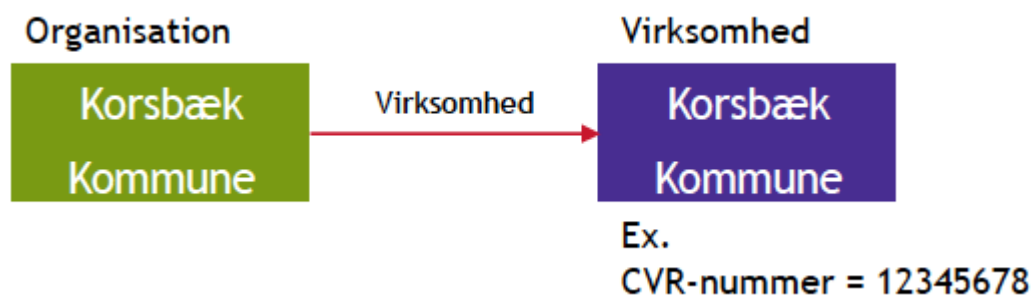 Organisation
Korsbæk
Kommune
Virksomhed
Virksomhed
Korsbæk
Kommune
Ex.
CVR-nummer = 12345678